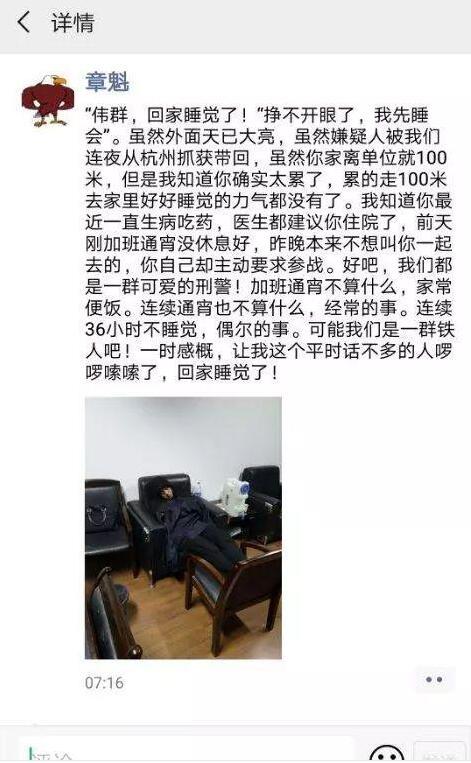 详情
章魁
“伟群，回家睡觉了！“挣不开眼了，我先睡
会”。虽然外面天已大亮，虽然嫌疑人被我们
连夜从杭州抓获带回，虽然你家离单位就100
米，但是我知道你确实太累了，累的走100米
去家里好好睡觉的力气都没有了。我知道你最
近一直生病吃药，医生都建议你住院了，前天
刚加班通宵没休息好，昨晚本来不想叫你一起
去的，你自己却主动要求参战。好吧，我们都
是一群可爱的刑警！加班通宵不算什么，家常
便饭。连续通宵也不算什么，经常的事。连续
36小时不睡觉，偶尔的事。可能我们是一群铁
人吧！一时感概，让我这个平时话不多的人啰
啰嗦嗦了，回家睡觉了！
07:16
评论
发送